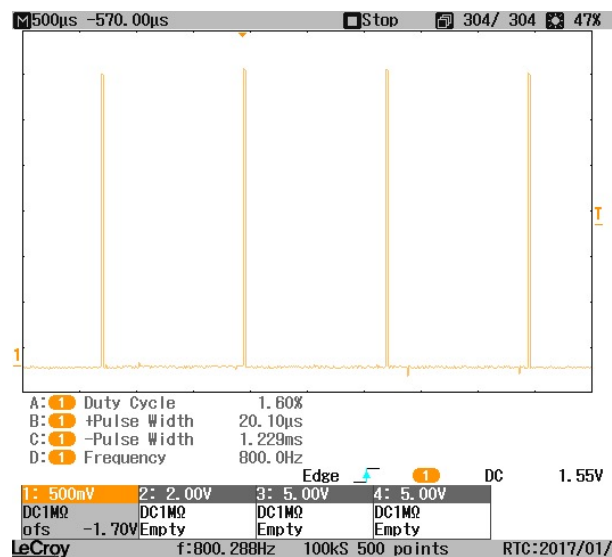 M500µs -570.00µs Stop 304/ 304 47%
T
1
A: 1 Duty Cycle 1.60%
B: 1 +Pulse Width 20.10µs
C: 1 -Pulse Width 1.229ms
D: 1 Frequency 800.0Hz
Edge 1 DC 1.55V
1: 500mV 2: 2.00V 3: 5.00V 4: 5.00V
DC1MΩ DC1MΩ DC1MΩ DC1MΩ
ofs -1.70V Empty Empty Empty
LeCroy f:800.288Hz 100kS 500 points RTC:2017/01/